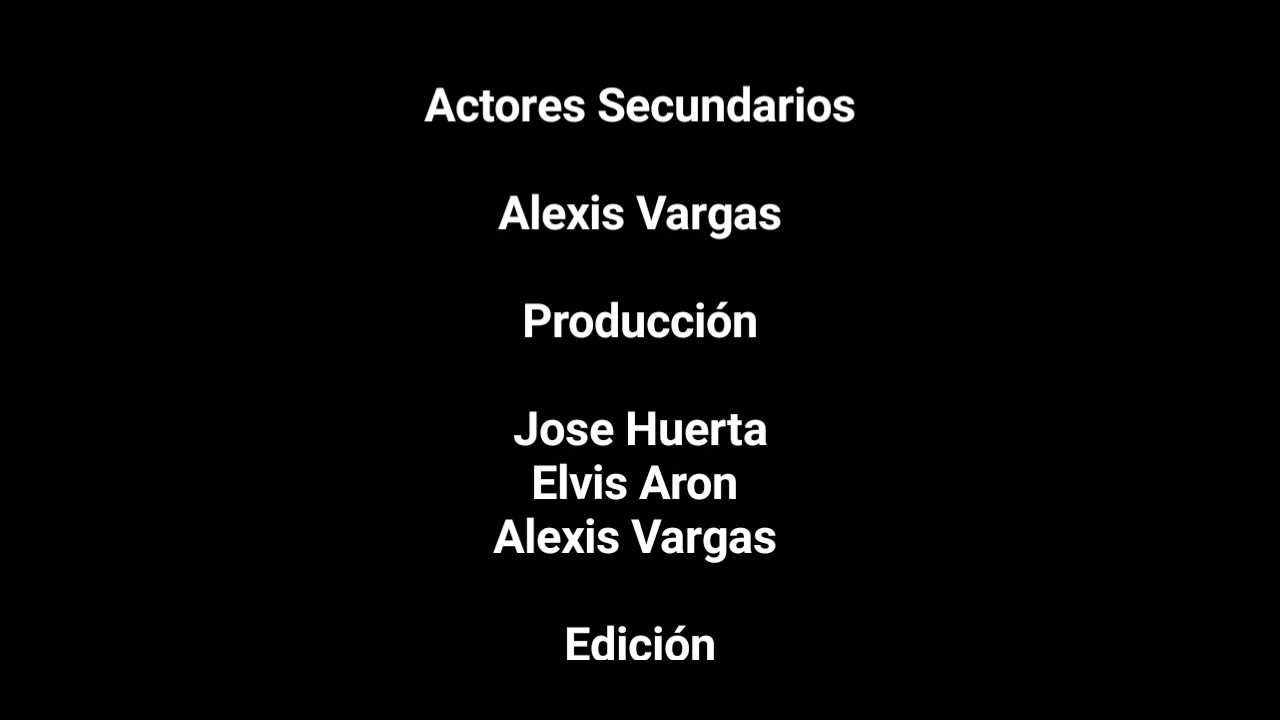 Actores Secundarios
Alexis Vargas
Producción
Jose Huerta
Elvis Aron
Alexis Vargas
Edición